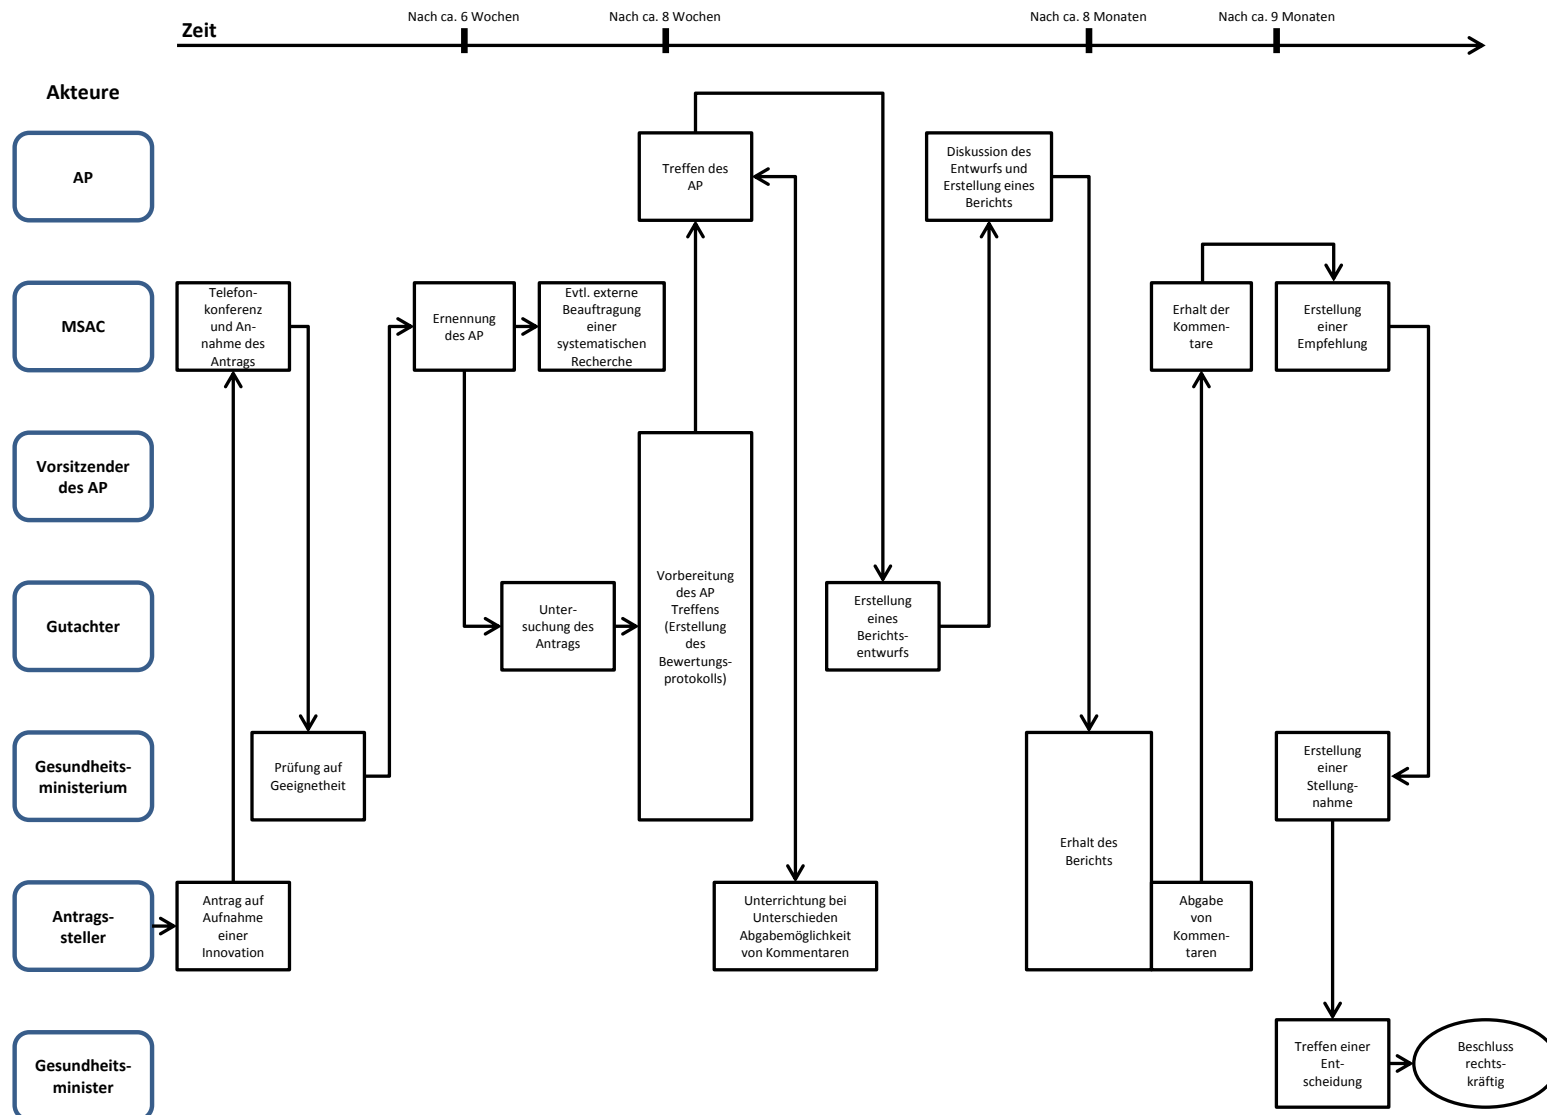 Nach ca. 6 Wochen
Nach ca. 8 Wochen
Nach ca. 8 Monaten
Nach ca. 9 Monaten
Zeit
Akteure
AP
Treffen des
AP
Diskussion des
Entwurfs und
Erstellung eines
Berichts
MSAC
Telefon-
konferenz
und An-
nahme des
Antrags
Ernennung
des AP
Evtl. externe
Beauftragung
einer
systematischen
Recherche
Erhalt der
Kommen-
tare
Erstellung
einer
Empfehlung
Vorsitzender
des AP
Gutachter
Unter-
suchung des
Antrags
Vorbereitung
des AP
Treffens
(Erstellung
des
Bewertungs-
protokolls)
Erstellung
eines
Berichts-
entwurfs
Gesundheits-
ministerium
Prüfung auf
Geeignetheit
Erhalt des
Berichts
Erstellung
einer
Stellung-
nahme
Antrags-
steller
Antrag auf
Aufnahme
einer
Innovation
Unterrichtung bei
Unterschieden
Abgabemöglichkeit
von Kommentaren
Abgabe
von
Kommen-
taren
Gesundheits-
minister
Treffen einer
Ent-
scheidung
Beschluss
rechts-
kräftig